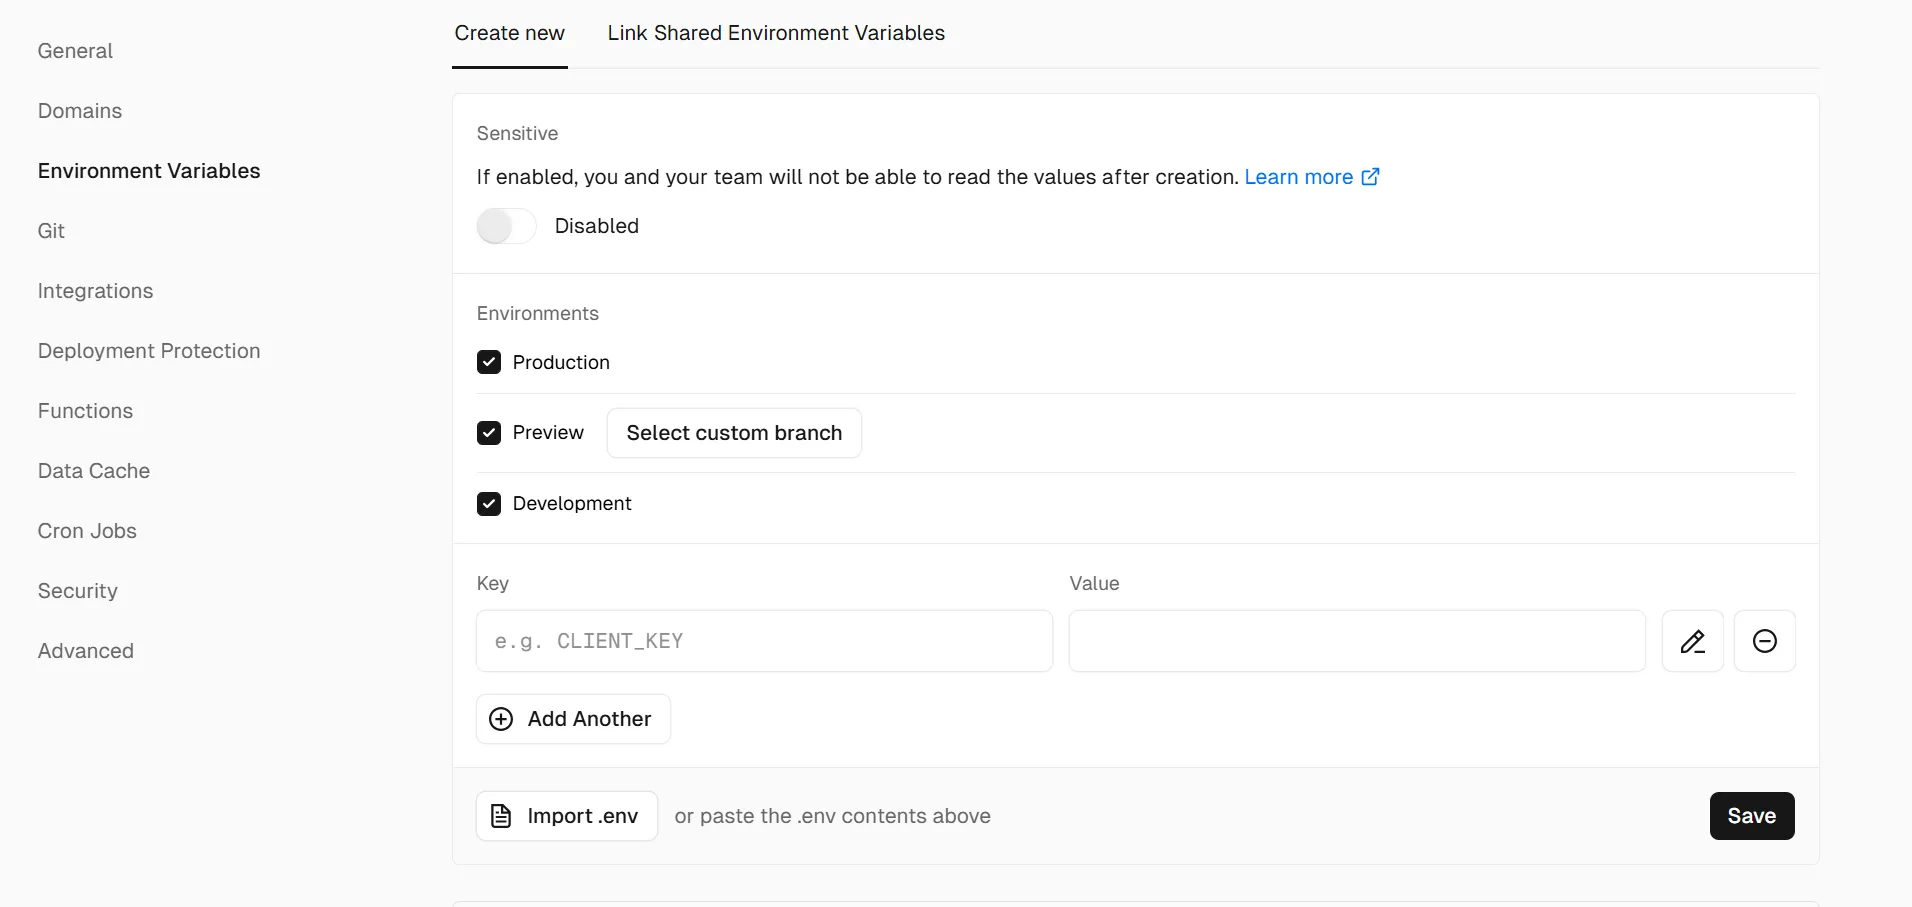 General
Domains
Environment Variables
Git
Integrations
Deployment Protection
Functions
Data Cache
Cron Jobs
Security
Advanced
Create new
Link Shared Environment Variables
Sensitive
If enabled, you and your team will not be able to read the values after creation. Learn more
Disabled
Environments
Production
Preview
Select custom branch
Development
Key
Value
e.g. CLIENT_KEY
Add Another
Import .env
or paste the .env contents above
Save